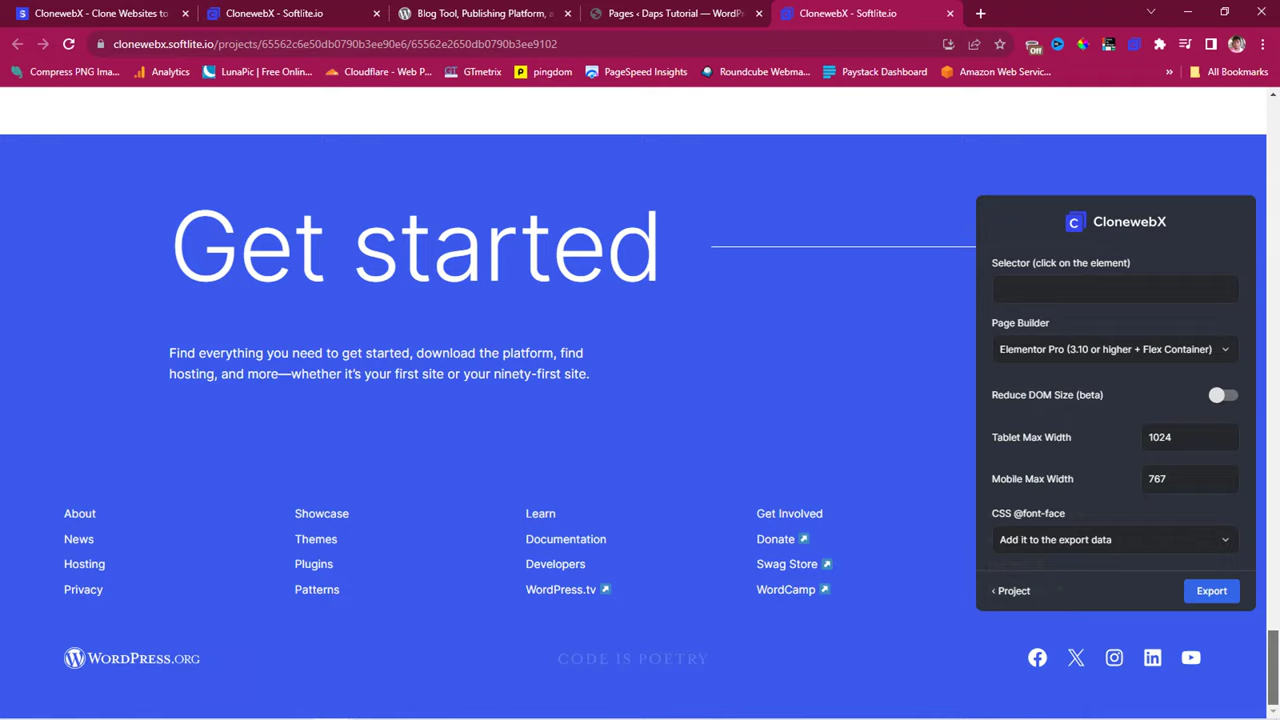 ClonewebX - Clone Websites to
ClonewebX - Softlite.io
Blog Tool, Publishing Platform, a
Pages ‹ Daps Tutorial — WordPr
ClonewebX - Softlite.io
clonewebx.softlite.io/projects/65562c6e50db0790b3ee90e6/65562e2650db0790b3ee9102
Off
Compress PNG Ima...
Analytics
LunaPic | Free Onlin...
Cloudflare - Web P...
GTmetrix
pingdom
PageSpeed Insights
Roundcube Webma...
Paystack Dashboard
Amazon Web Servic...
»
All Bookmarks
Get started
Find everything you need to get started, download the platform, find
hosting, and more—whether it's your first site or your ninety-first site.
About
News
Hosting
Privacy
Showcase
Themes
Plugins
Patterns
Learn
Documentation
Developers
WordPress.tv
Get Involved
Donate
Swag Store
WordCamp
WORDPRESS.ORG
CODE IS POETRY
C ClonewebX
Selector (click on the element)
Page Builder
Elementor Pro (3.10 or higher + Flex Container)
Reduce DOM Size (beta)
Tablet Max Width
1024
Mobile Max Width
767
CSS @font-face
Add it to the export data
‹ Project
Export